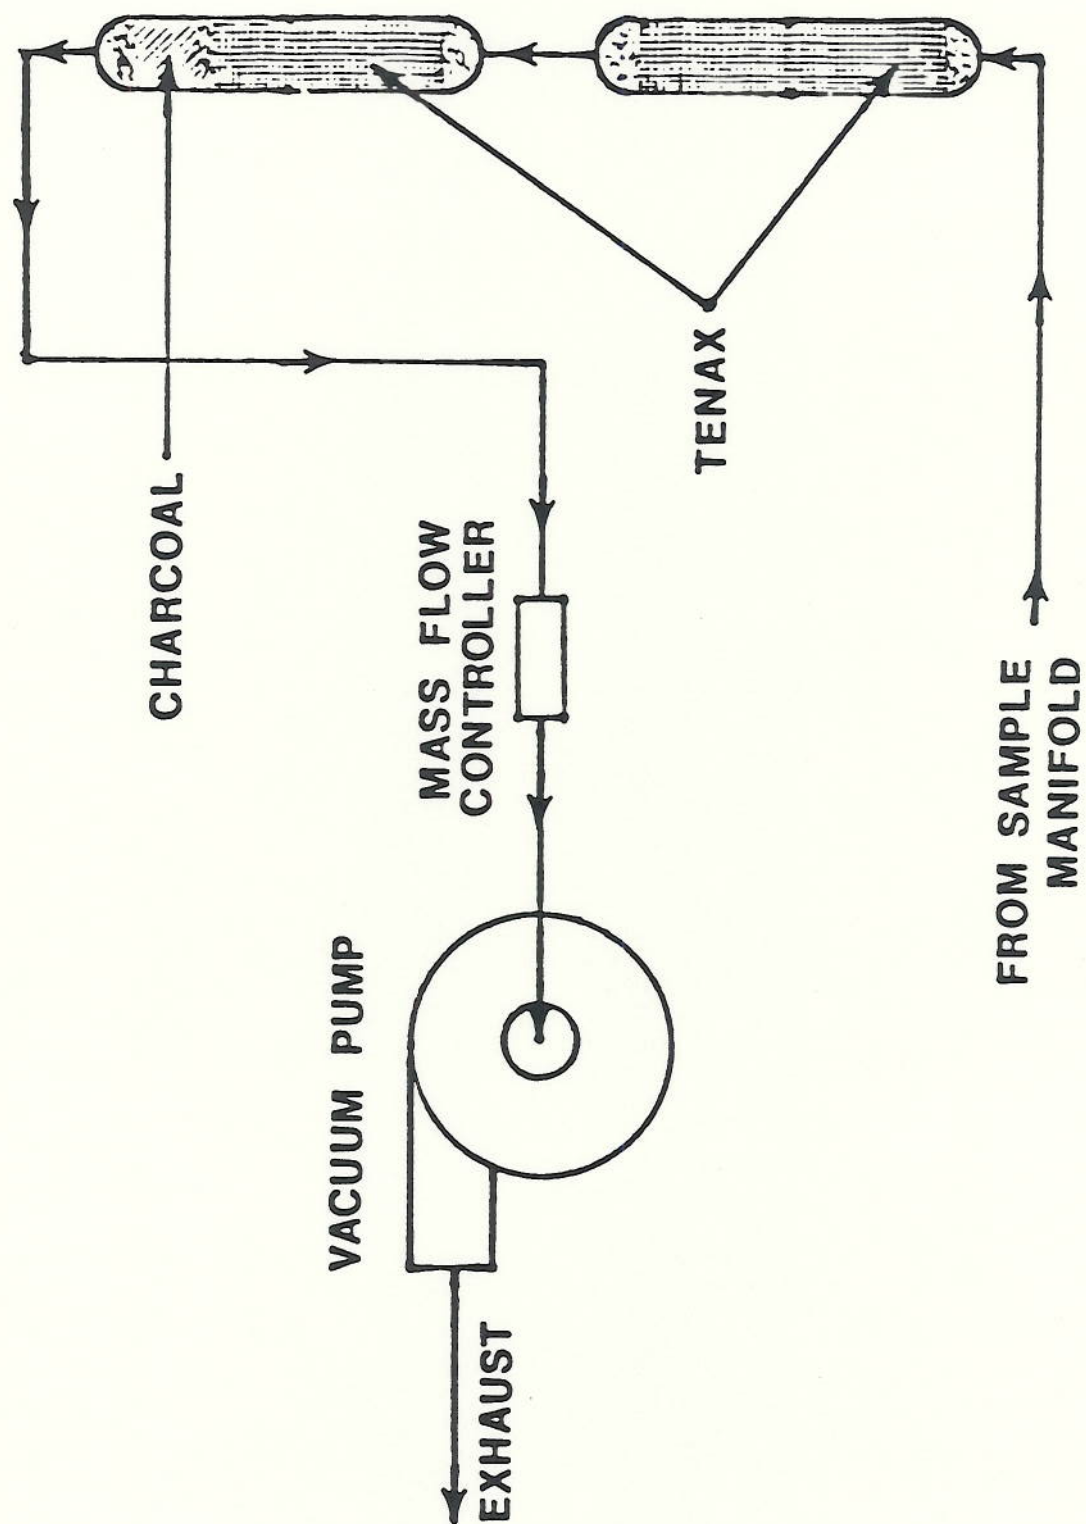 EXHAUST
VACUUM PUMP
MASS FLOW
CONTROLLER
CHARCOAL
TENAX
FROM SAMPLE
MANIFOLD